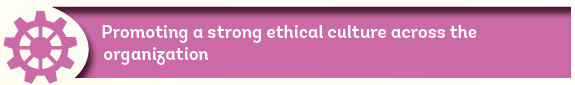 Promoting a strong ethical culture across the
organization